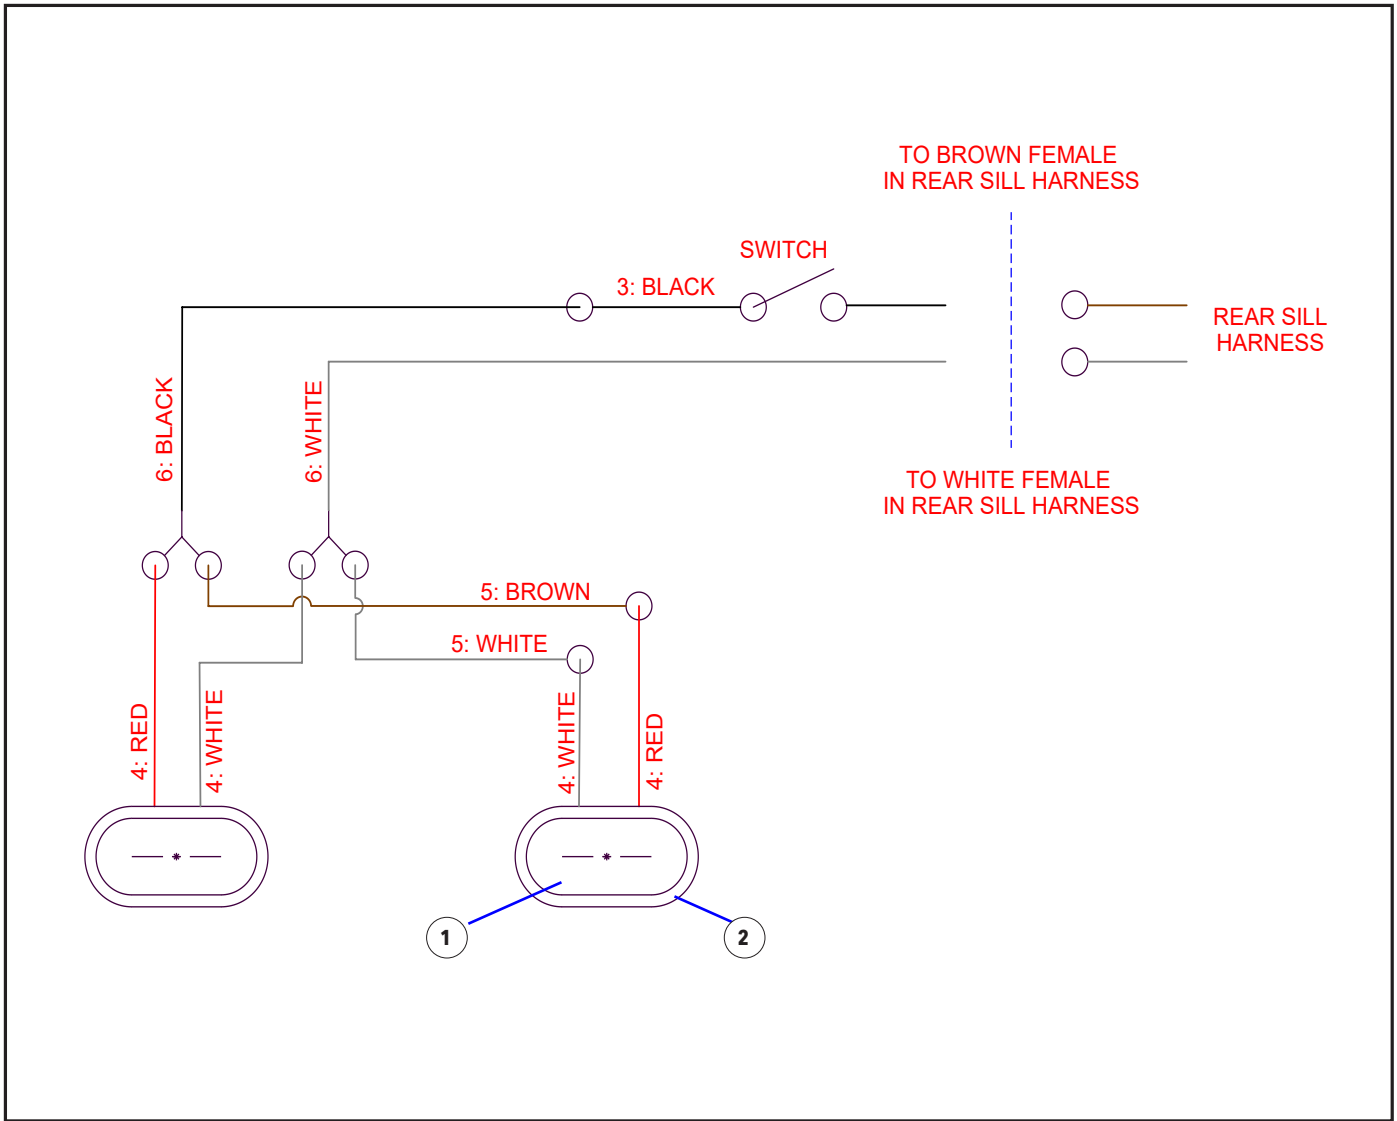 TO BROWN FEMALE
IN REAR SILL HARNESS
SWITCH
3: BLACK
REAR SILL
HARNESS
6: BLACK
6: WHITE
TO WHITE FEMALE
IN REAR SILL HARNESS
5: BROWN
5: WHITE
4: RED
4: WHITE
4: WHITE
4: RED
1
2